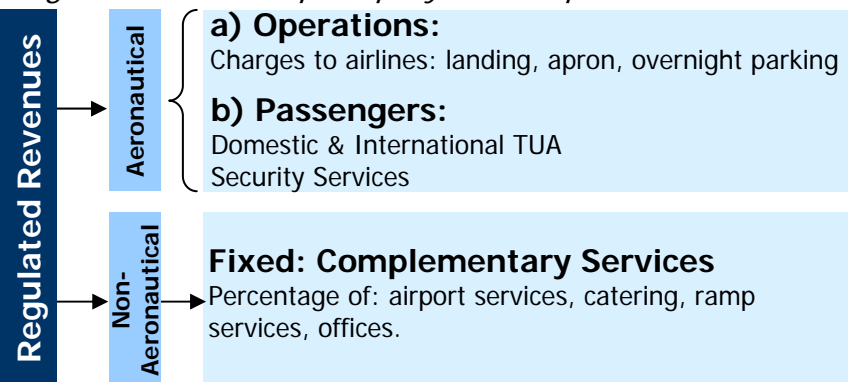 Regulated Revenues
Aeronautical
a) Operations:
Charges to airlines: landing, apron, overnight parking
b) Passengers:
Domestic & International TUA
Security Services
Non-
Aeronautical
Fixed: Complementary Services
Percentage of: airport services, catering, ramp
services, offices.